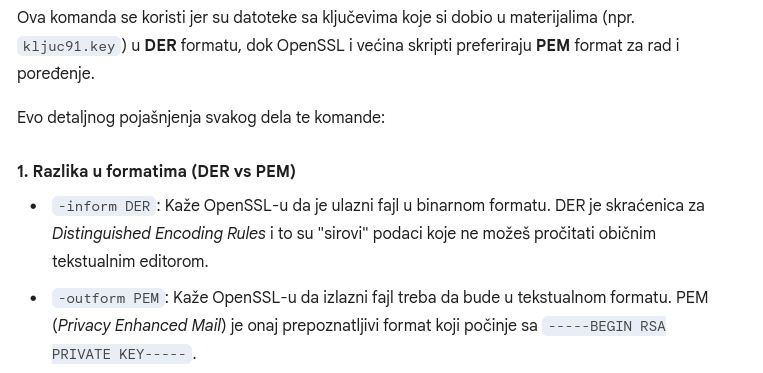 Ova komanda se koristi jer su datoteke sa ključevima koje si dobio u materijalima (npr.
kljuc91.key) u DER formatu, dok OpenSSL i većina skripti preferiraju PEM format za rad i
poređenje.
Evo detaljnog pojašnjenja svakog dela te komande:
1. Razlika u formatima (DER vs PEM)
• -inform DER: Kaže OpenSSL-u da je ulazni fajl u binarnom formatu. DER je skraćenica za
Distinguished Encoding Rules i to su "sirovi" podaci koje ne možeš pročitati običnim
tekstualnim editorom.
• -outform PEM: Kaže OpenSSL-u da izlazni fajl treba da bude u tekstualnom formatu. PEM
(Privacy Enhanced Mail) je onaj prepoznatljivi format koji počinje sa -----BEGIN RSA
PRIVATE KEY-----.